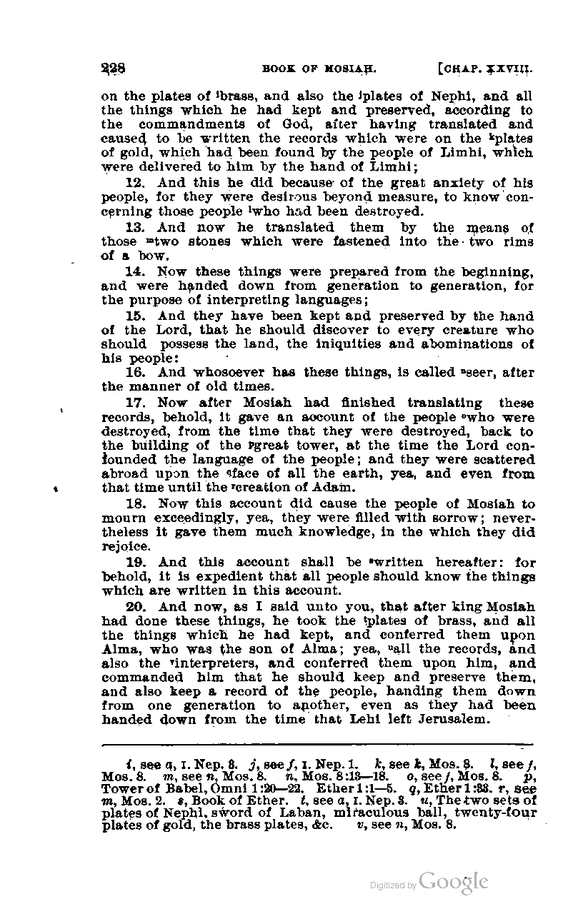 228 BOOK OF MOSIAH. [CHAP. XXVIII.
on the plates of ⁱbrass, and also the ʲplates of Nephi, and all
the things which he had kept and preserved, according to
the commandments of God, after having translated and
caused to be written the records which were on the ᵏplates
of gold, which had been found by the people of Limhi, which
were delivered to him by the hand of Limhi;
12. And this he did because of the great anxiety of his
people, for they were desirous beyond measure, to know con-
cerning those people ˡwho had been destroyed.
13. And now he translated them by the means of
those ᵐtwo stones which were fastened into the two rims
of a bow.
14. Now these things were prepared from the beginning,
and were handed down from generation to generation, for
the purpose of interpreting languages;
15. And they have been kept and preserved by the hand
of the Lord, that he should discover to every creature who
should possess the land, the iniquities and abominations of
his people:
16. And whosoever has these things, is called ⁿseer, after
the manner of old times.
17. Now after Mosiah had finished translating these
records, behold, it gave an account of the people ᵒwho were
destroyed, from the time that they were destroyed, back to
the building of the ᵖgreat tower, at the time the Lord con-
founded the language of the people; and they were scattered
abroad upon the qface of all the earth, yea, and even from
that time until the ʳcreation of Adam.
18. Now this account did cause the people of Mosiah to
mourn exceedingly, yea, they were filled with sorrow; never-
theless it gave them much knowledge, in the which they did
rejoice.
19. And this account shall be ˢwritten hereafter: for
behold, it is expedient that all people should know the things
which are written in this account.
20. And now, as I said unto you, that after king Mosiah
had done these things, he took the ᵗplates of brass, and all
the things which he had kept, and conferred them upon
Alma, who was the son of Alma; yea, ᵘall the records, and
also the ᵛinterpreters, and conferred them upon him, and
commanded him that he should keep and preserve them,
and also keep a record of the people, handing them down
from one generation to another, even as they had been
handed down from the time that Lehi left Jerusalem.
i, see a, I. Nep. 3. j, see f, I. Nep. 1. k, see k, Mos. 8. l, see f,
Mos. 8. m, see n, Mos. 8. n, Mos. 8:13—18. o, see f, Mos. 8. p,
Tower of Babel, Omni 1:20—22. Ether 1:1—5. q, Ether 1:33. r, see
m, Mos. 2. s, Book of Ether. t, see a, I. Nep. 3. u, The two sets of
plates of Nephi, sword of Laban, miraculous ball, twenty-four
plates of gold, the brass plates, &c. v, see n, Mos. 8.
Digitized by Google